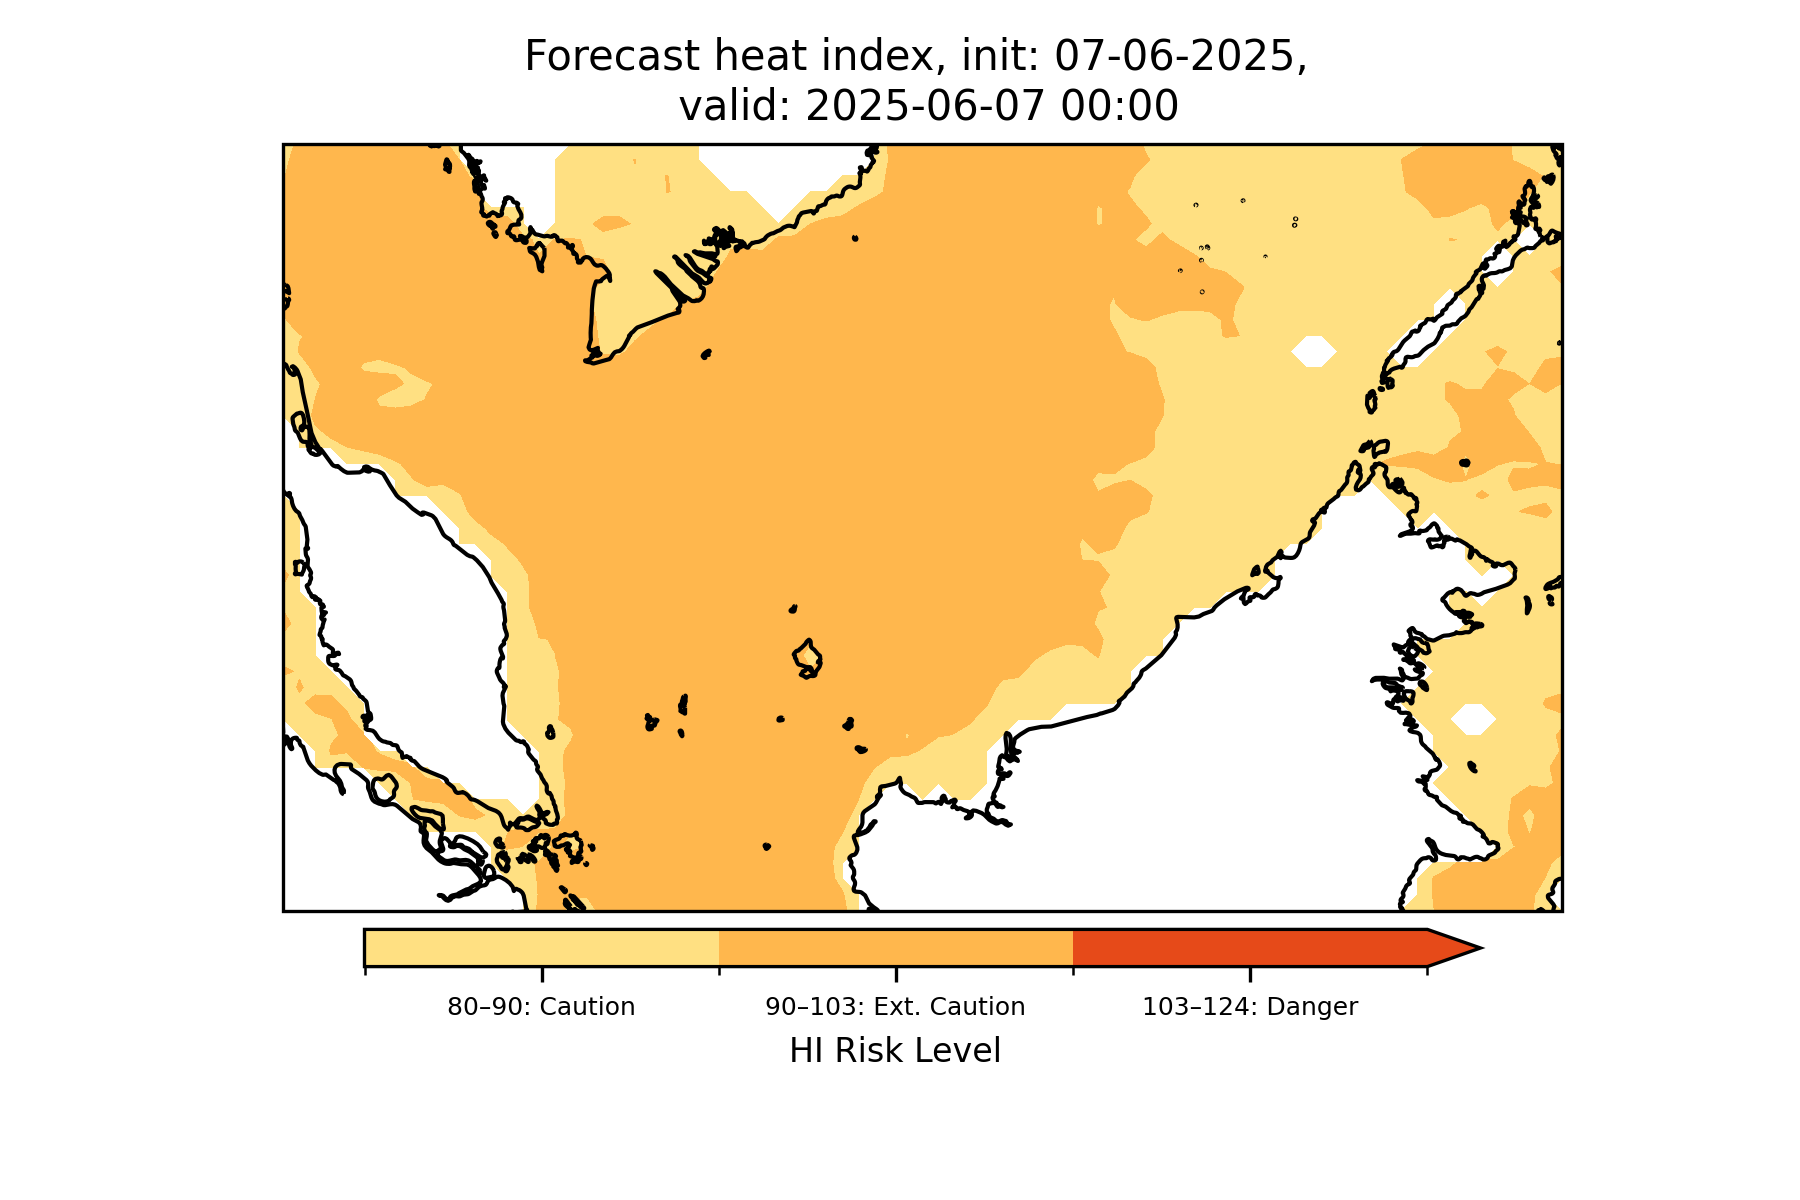 Forecast heat index, init: 07-06-2025,
valid: 2025-06-07 00:00
80–90: Caution
90–103: Ext. Caution
103–124: Danger
HI Risk Level